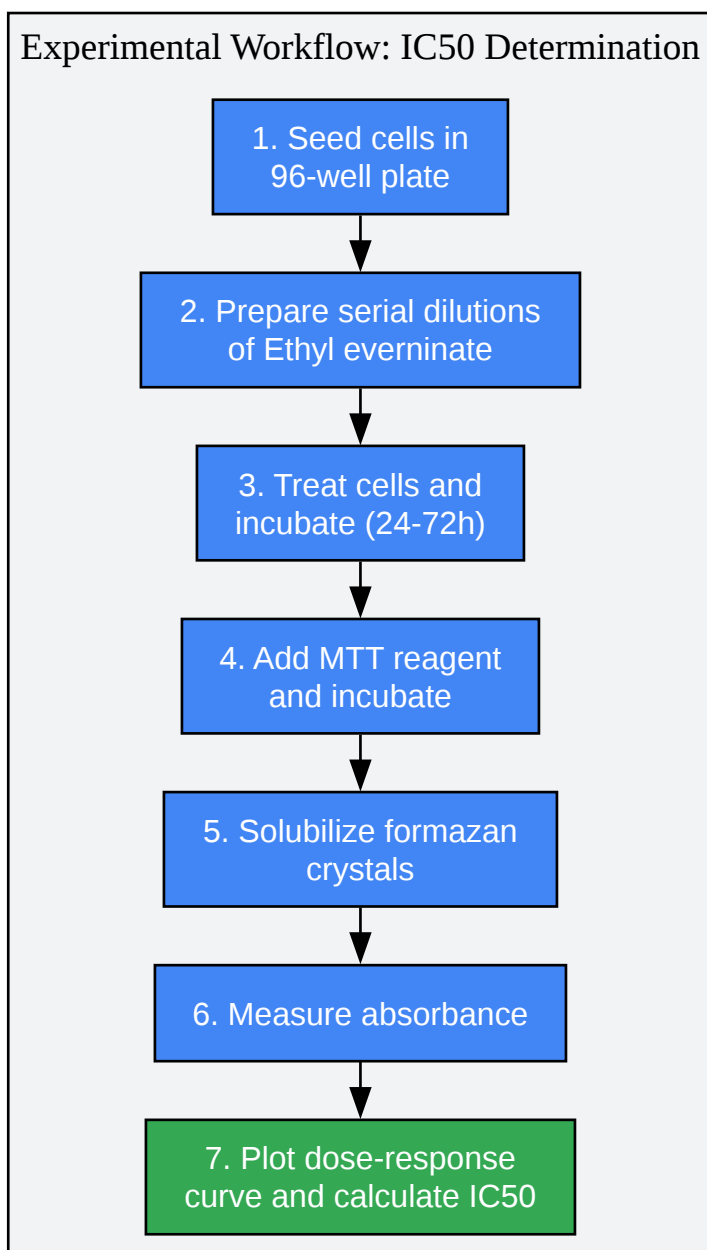 Experimental Workflow: IC50 Determination
1. Seed cells in
96-well plate
2. Prepare serial dilutions
of Ethyl everninate
3. Treat cells and
incubate (24-72h)
4. Add MTT reagent
and incubate
5. Solubilize formazan
crystals
6. Measure absorbance
7. Plot dose-response
curve and calculate IC50